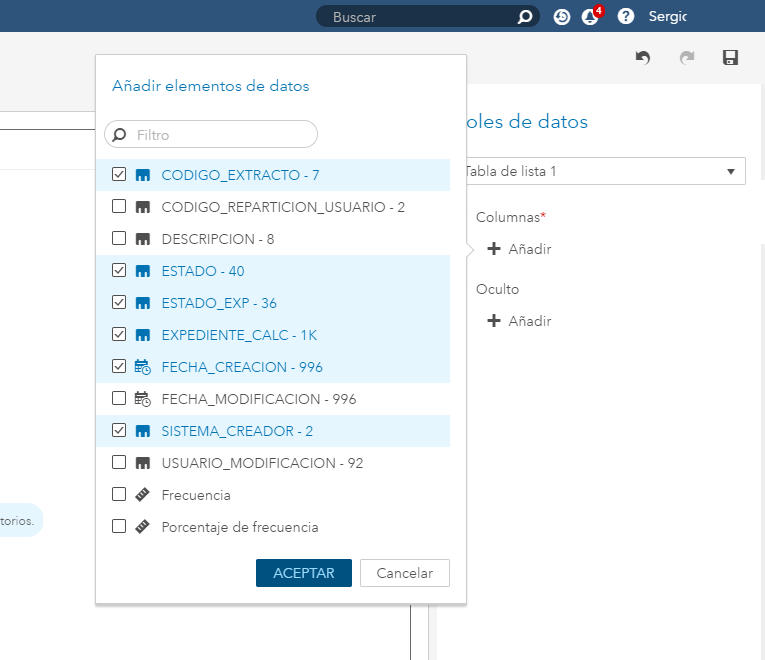 Buscar
4
Sergio
Añadir elementos de datos
Filtro
CODIGO_EXTRACTO - 7
CODIGO_REPARTICION_USUARIO - 2
DESCRIPCION - 8
ESTADO - 40
ESTADO_EXP - 36
EXPEDIENTE_CALC - 1K
FECHA_CREACION - 996
FECHA_MODIFICACION - 996
SISTEMA_CREADOR - 2
USUARIO_MODIFICACION - 92
Frecuencia
Porcentaje de frecuencia
ACEPTAR
Cancelar
oles de datos
Tabla de lista 1
Columnas*
Añadir
Oculto
Añadir
torios.